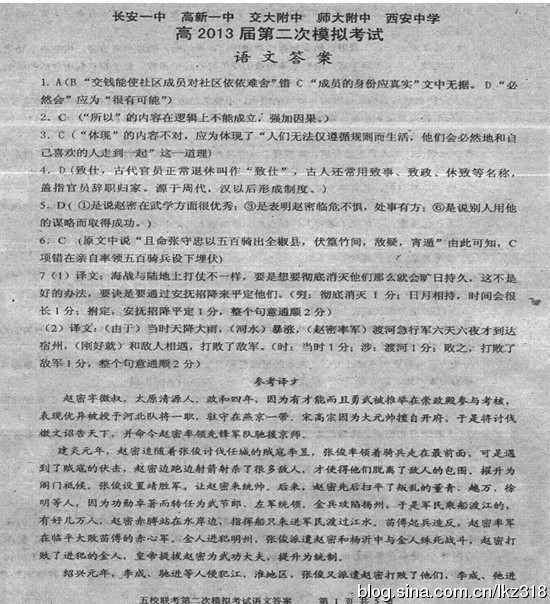 长安一中 高新一中 交大附中 师大附中 西安中学
高2013届第二次模拟考试
语文答案
1. A(B “交钱能使社区成员对社区依依难舍”错 C “成员的身份应真实”文中无据。 D “必
然会”应为“很有可能”)
2. C (“所以”的内容在逻辑上不能成立,强加因果。)
3. C (“体现”的内容不对,应为体现了“人们无法仅遵循规则而生活,他们会必然地和自
己喜欢的人走到一起”这一道理)
4. D (致仕,古代官员正常退休叫作“致仕”,古人还常用致事、致政、休致等名称,
盖指官员辞职归家。源于周代,汉以后形成制度。)
5. D( ①是说赵密在武学方面很优秀;③是表明赵密临危不惧,处事有方;⑥是说别人用他
的谋略而取得成功。)
6. C (原文中说“且命张守忠以五百骑出全椒县,伏篁竹间,敌疑,宵遁”由此可知,C
项错在亲自率领五百骑兵设下埋伏)
7(1)译文:海战与陆地上打仗不一样,要是想要彻底消灭他们那么就会旷日持久,这不是
好的办法,要诀是要通过安抚招降来平定他们。(穷:彻底消灭 1 分;日月相持,时间会很
长 1 分;拊定,安抚招降平定 1 分,整个句意通顺 2 分)
(2)译文:(由于)当时天降大雨,(河水)暴涨,(赵密率军)渡河急行军六天六夜才到达
宿州,(刚好就)和敌人相遇,打败了敌军。(时:当时 1 分;涉:渡河 1 分;败之,打败了
敌军 1 分,整个句意通顺 2 分)
参考译文
赵密字微叔,太原清源人。政和四年,因为有才能而且勇武被推举在崇政殿参与考核,
表现优异被授予河北队将一职,驻守在燕京一带。宋高宗因为大元帅擅自开府,于是将讨伐
檄文诏告天下,并命令赵密率领先锋军队驰援京师。
建炎元年,赵密追随着张俊讨伐任城的贼寇李昱,张俊率领着骑兵走在最前面,可是遇
到了贼寇的伏击,赵密边跑边射箭射杀了很多敌人,才使得他们脱离了敌人的包围。擢升为
阁门祗候。张俊设置靖胜军。让赵密来统帅。后来,赵密先后扫平了叛乱的董青、赵万、徐
明等人,因为功勋卓著而转任为武节郎、左军统领。金兵攻陷扬州,于是军民乘船渡江的,
有好几万人,赵密赤膊站在水岸边,指挥船只来送军民渡过江水。苗傅起兵造反,赵密率军
在临平大败苗傅的赤心军。金人进犯明州,张俊派遣赵密和杨沂中与金人殊死战斗,赵密打
败了进犯的金人,皇帝提拔赵密为武功大夫,提升为统制。
绍兴元年,李成、驰进等人侵犯江、淮地区,张俊又派遣赵密打败了他们,李成、弛进
五校联考第二次模拟考试语文答案 第 1 页 共 5 页
blog.sina.com.cn/lkz318